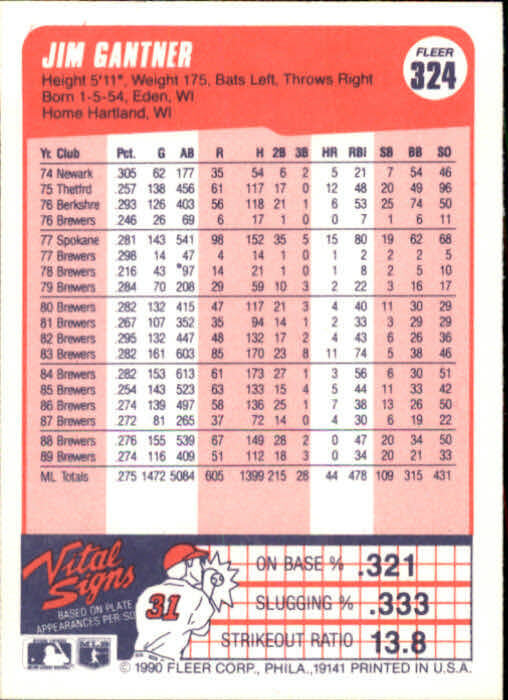 JIM GANTNER
FLEER
324
Height 5'11", Weight 175, Bats Left, Throws Right
Born 1-5-54, Eden, WI
Home Hartland, WI
Yr. Club Pct. G AB R H 2B 3B HR RBI SB BB SO
74 Newark .305 62 177 35 54 6 2 5 21 7 54 46
75 Thetfrd .257 138 456 61 117 17 0 12 48 20 49 96
76 Berkshre .293 126 403 56 118 21 1 6 53 25 74 50
76 Brewers .246 26 69 6 17 1 0 0 7 1 6 11
77 Spokane .281 143 541 98 152 35 5 15 80 19 62 68
77 Brewers .298 14 47 4 14 1 0 1 2 2 2 5
78 Brewers .216 43 *97 14 21 1 0 1 8 2 5 10
79 Brewers .284 70 208 29 59 10 3 2 22 3 16 17
80 Brewers .282 132 415 47 117 21 3 4 40 11 30 29
81 Brewers .267 107 352 35 94 14 1 2 33 3 29 29
82 Brewers .295 132 447 48 132 17 2 4 43 6 26 36
83 Brewers .282 161 603 85 170 23 8 11 74 5 38 46
84 Brewers .282 153 613 61 173 27 1 3 56 6 30 51
85 Brewers .254 143 523 63 133 15 4 5 44 11 33 42
86 Brewers .274 139 497 58 136 25 1 7 38 13 26 50
87 Brewers .272 81 265 37 72 14 0 4 30 6 19 22
88 Brewers .276 155 539 67 149 28 2 0 47 20 34 50
89 Brewers .274 116 409 51 112 18 3 0 34 20 21 33
ML Totals .275 1472 5084 605 1399 215 28 44 478 109 315 431
Vital Signs
BASED ON PLATE
APPEARANCES PER SO
31
ON BASE % .321
SLUGGING % .333
STRIKEOUT RATIO 13.8
© 1990 FLEER CORP., PHILA., 19141 PRINTED IN U.S.A.